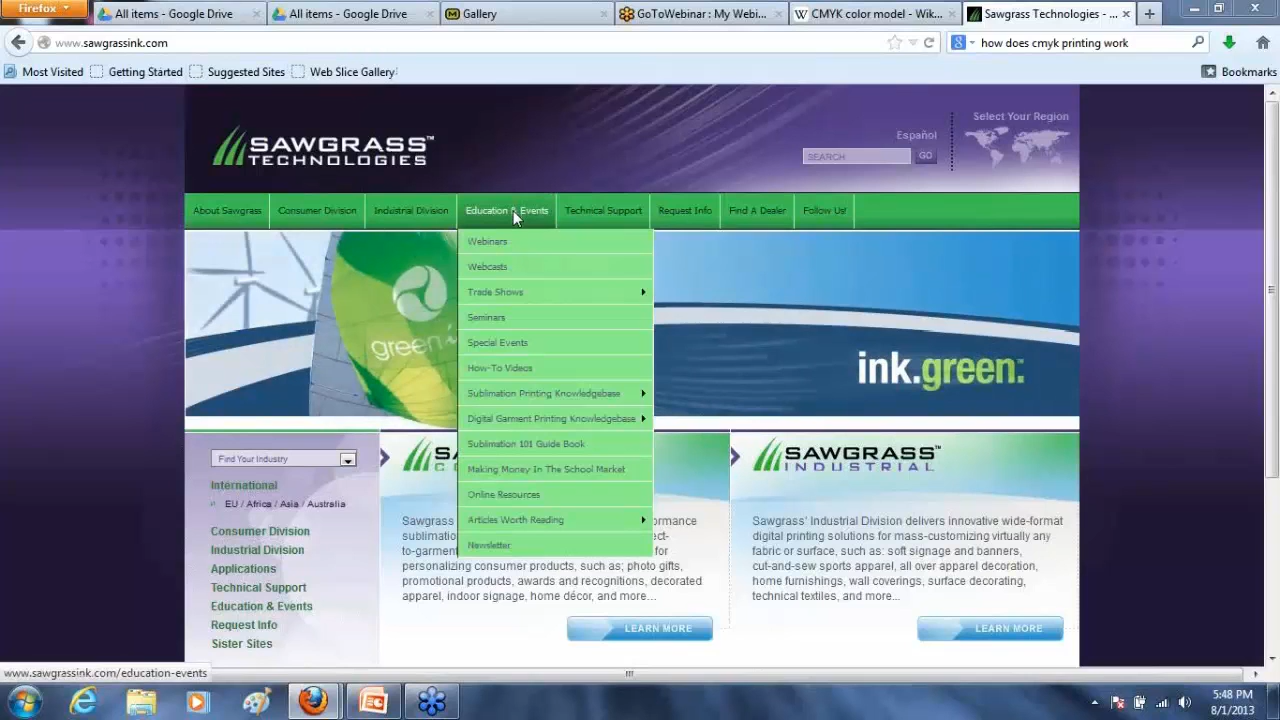 Firefox
All items - Google Drive
All items - Google Drive
Gallery
GoToWebinar : My Webi...
CMYK color model - Wik...
Sawgrass Technologies - ...
www.sawgrassink.com
how does cmyk printing work
Most Visited
Getting Started
Suggested Sites
Web Slice Gallery
Bookmarks
SAWGRASS™
TECHNOLOGIES
Select Your Region
Español
SEARCH
GO
About Sawgrass
Consumer Division
Industrial Division
Education & Events
Technical Support
Request Info
Find A Dealer
Follow Us!
Webinars
Webcasts
Trade Shows
Seminars
Special Events
How-To Videos
Sublimation Printing Knowledgebase
Digital Garment Printing Knowledgebase
Sublimation 101 Guide Book
Making Money In The School Market
Online Resources
Articles Worth Reading
Newsletter
green
ink.green:
Find Your Industry
International
EU / Africa / Asia / Australia
Consumer Division
Industrial Division
Applications
Technical Support
Education & Events
Request Info
Sister Sites
Sawgrass
to-garment
for
personalizing consumer products, such as; photo gifts,
promotional products, awards and recognitions, decorated
apparel, indoor signage, home décor, and more...
LEARN MORE
SAWGRASS™
INDUSTRIAL
Sawgrass' Industrial Division delivers innovative wide-format
digital printing solutions for mass-customizing virtually any
fabric or surface, such as: soft signage and banners,
cut-and-sew sports apparel, all over apparel decoration,
home furnishings, wall coverings, surface decorating,
technical textiles, and more...
LEARN MORE
www.sawgrassink.com/education-events
5:48 PM
8/1/2013